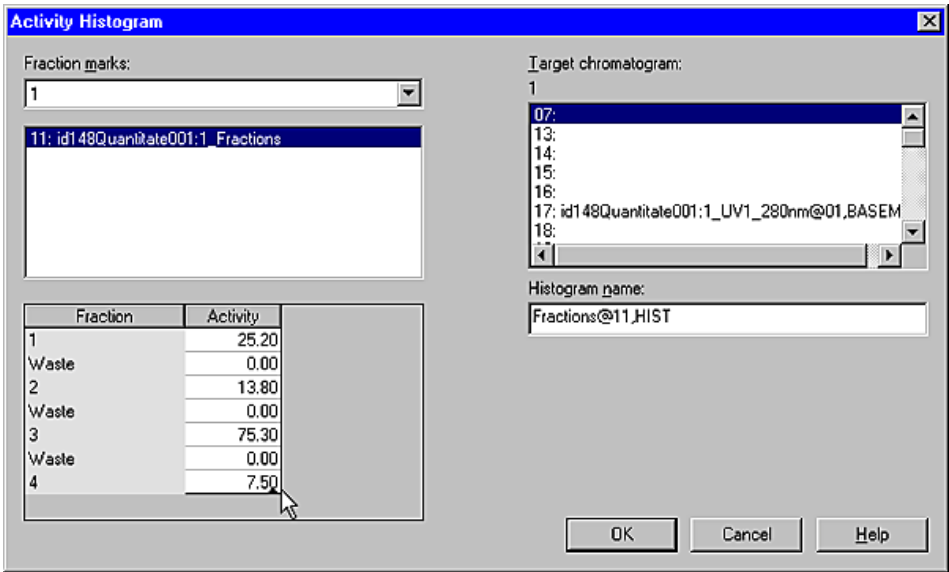 Activity Histogram
Fraction marks:
1
11: id148Quantitate001:1_Fractions
Fraction Activity
1 25.20
Waste 0.00
2 13.80
Waste 0.00
3 75.30
Waste 0.00
4 7.50
Target chromatogram:
1
07:
13:
14:
15:
16:
17: id148Quantitate001:1_UV1_280nm@01,BASEM
18:
Histogram name:
Fractions@11,HIST
OK Cancel Help